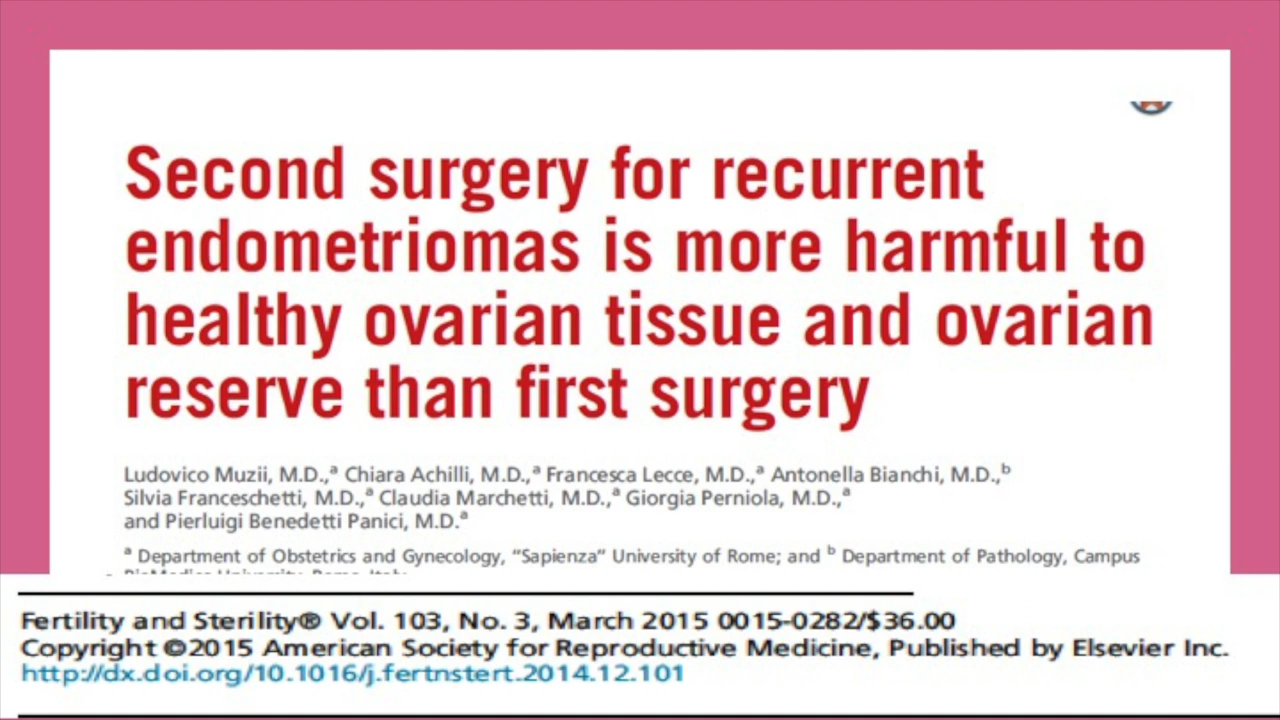 Second surgery for recurrent
endometriomas is more harmful to
healthy ovarian tissue and ovarian
reserve than first surgery
Ludovico Muzii, M.D.,ᵃ Chiara Achilli, M.D.,ᵃ Francesca Lecce, M.D.,ᵃ Antonella Bianchi, M.D.,ᵇ
Silvia Franceschetti, M.D.,ᵃ Claudia Marchetti, M.D.,ᵃ Giorgia Perniola, M.D.,ᵃ
and Pierluigi Benedetti Panici, M.D.ᵃ
ᵃ Department of Obstetrics and Gynecology, “Sapienza” University of Rome; and ᵇ Department of Pathology, Campus
Fertility and Sterility® Vol. 103, No. 3, March 2015 0015-0282/$36.00
Copyright ©2015 American Society for Reproductive Medicine, Published by Elsevier Inc.
http://dx.doi.org/10.1016/j.fertnstert.2014.12.101